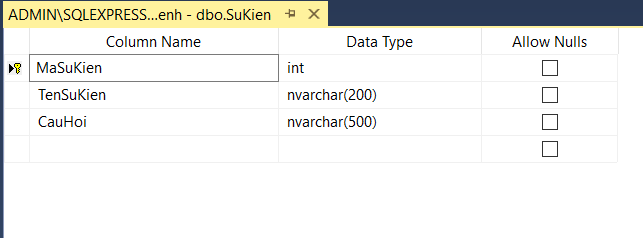 ADMIN\SQLEXPRESS...enh - dbo.SuKien
Column Name Data Type Allow Nulls
MaSuKien int
TenSuKien nvarchar(200)
CauHoi nvarchar(500)